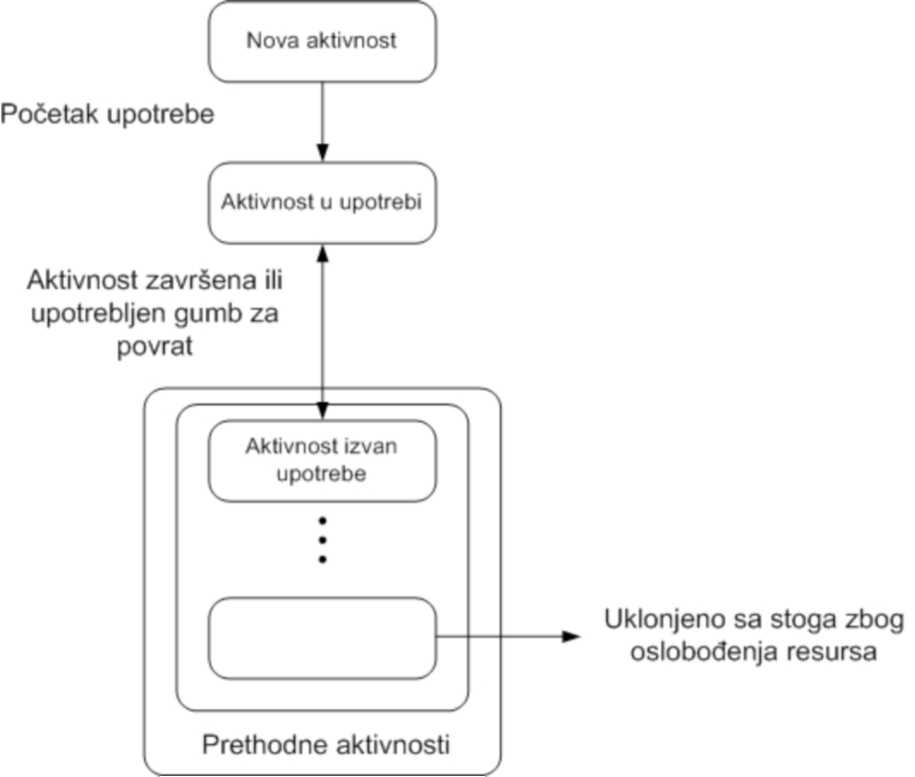 Nova aktivnost
Početak upotrebe
Aktivnost u upotrebi
Aktivnost završena ili
upotrebljen gumb za
povrat
Aktivnost izvan
upotrebe
Uklonjeno sa stoga zbog
oslobođenja resursa
Prethodne aktivnosti